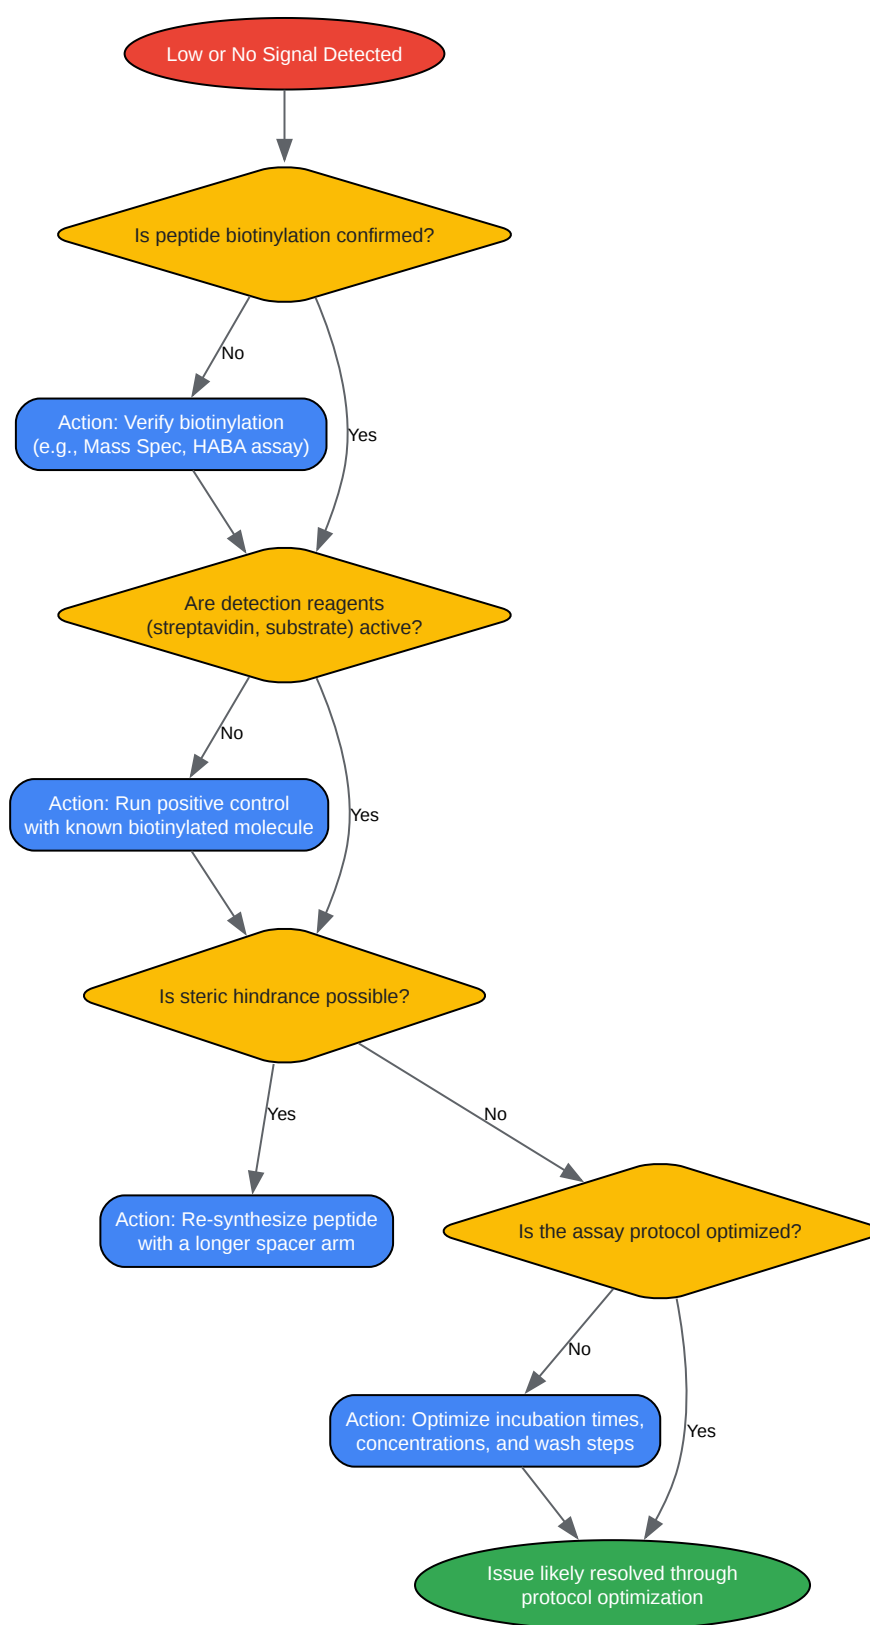 Low or No Signal Detected
Is peptide biotinylation confirmed?
No
Action: Verify biotinylation
(e.g., Mass Spec, HABA assay)
Yes
Are detection reagents
(streptavidin, substrate) active?
No
Action: Run positive control
with known biotinylated molecule
Yes
Is steric hindrance possible?
Yes
No
Action: Re-synthesize peptide
with a longer spacer arm
Is the assay protocol optimized?
No
Action: Optimize incubation times,
concentrations, and wash steps
Yes
Issue likely resolved through
protocol optimization